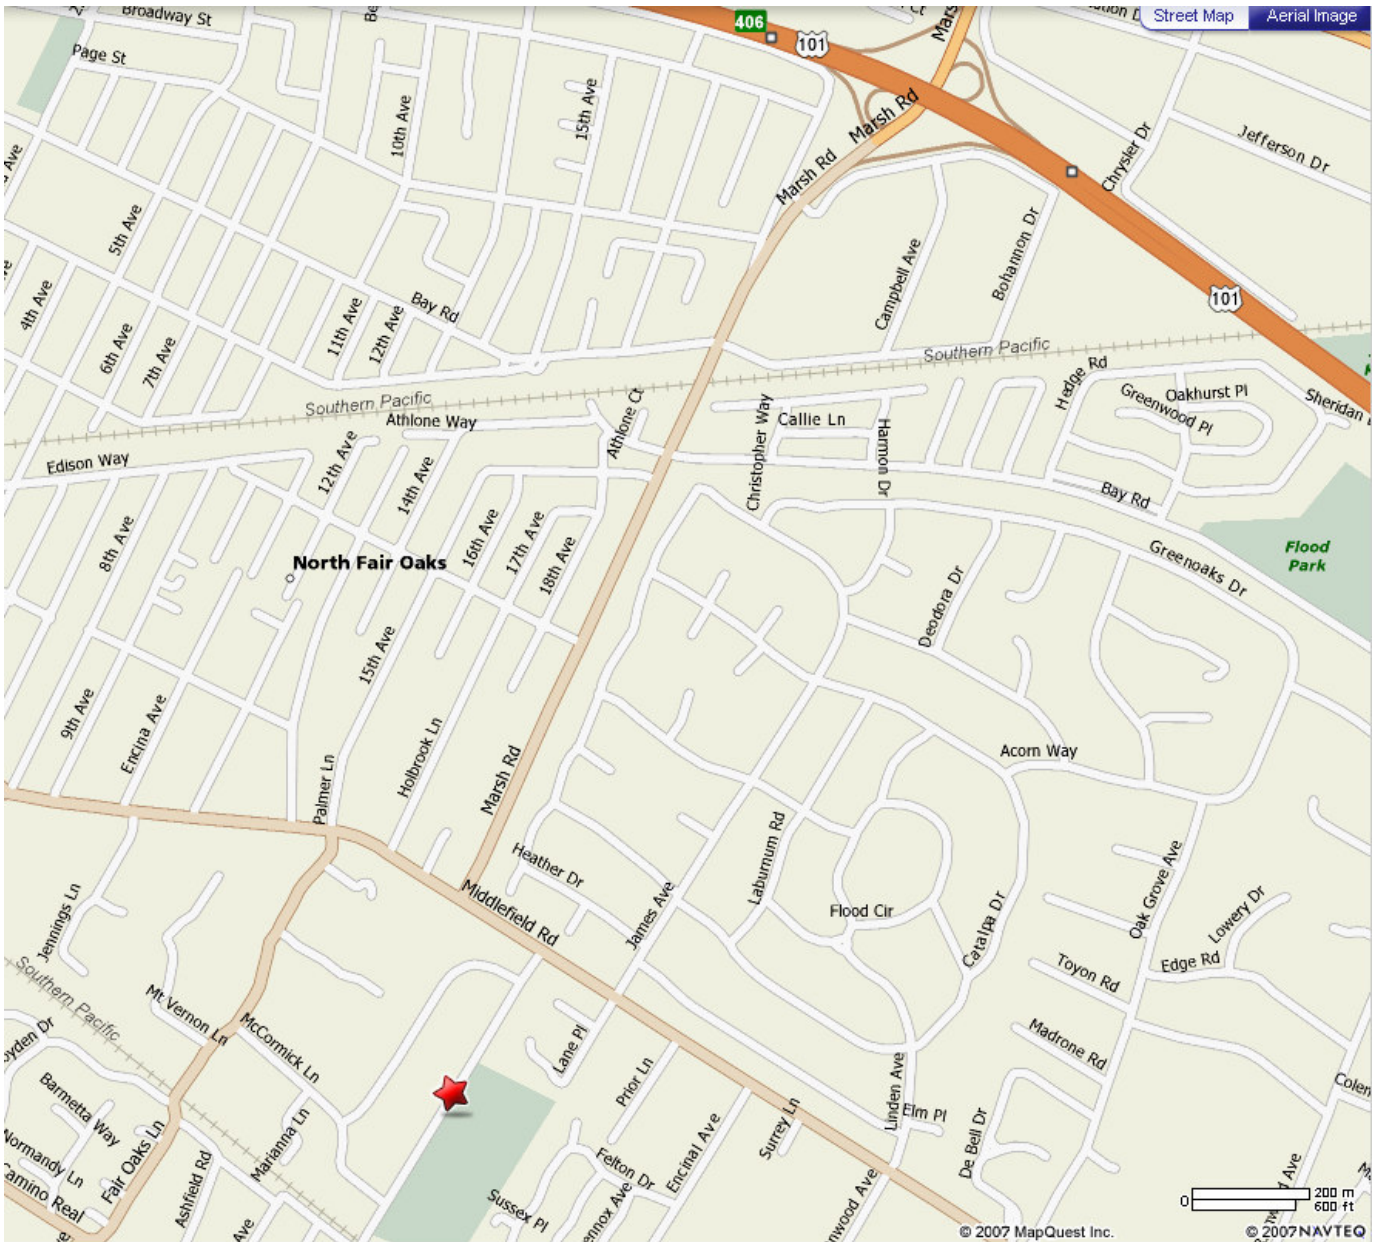 Broadway St
Page St
406
101
Street Map
Aerial Image
Marsh Rd
Marsh Rd
Jefferson Dr
Chrysler Dr
10th Ave
15th Ave
5th Ave
4th Ave
6th Ave
7th Ave
11th Ave
12th Ave
Bay Rd
Campbell Ave
Bohannon Dr
101
Southern Pacific
Southern Pacific
Hedge Rd
Oakhurst Pl
Greenwood Pl
Sheridan
Athlone Way
Athlone Ct
Christopher Way
Callie Ln
Harmon Dr
Edison Way
12th Ave
14th Ave
Bay Rd
8th Ave
16th Ave
17th Ave
18th Ave
North Fair Oaks
Flood
Park
Greenoaks Dr
Deodora Dr
15th Ave
9th Ave
Encina Ave
Holbrook Ln
Palmer Ln
Marsh Rd
Acorn Way
Heather Dr
Middlefield Rd
James Ave
Laburnum Rd
Flood Cir
Catalpa Dr
Oak Grove Ave
Lowery Dr
Edge Rd
Toyon Rd
Madrone Rd
Jennings Ln
Southern Pacific
Mt Vernon Ln
McCormick Ln
Lane Pl
Prior Ln
Linden Ave
Elm Pl
De Bell Dr
Surrey Ln
Encinal Ave
Felton Dr
Sussex Pl
Barmetta Way
Normandy Ln
Camino Real
Fair Oaks Ln
Ashfield Rd
Marianna Ln
Ave
0
200 m
600 ft
© 2007 MapQuest Inc.
© 2007 NAVTEQ